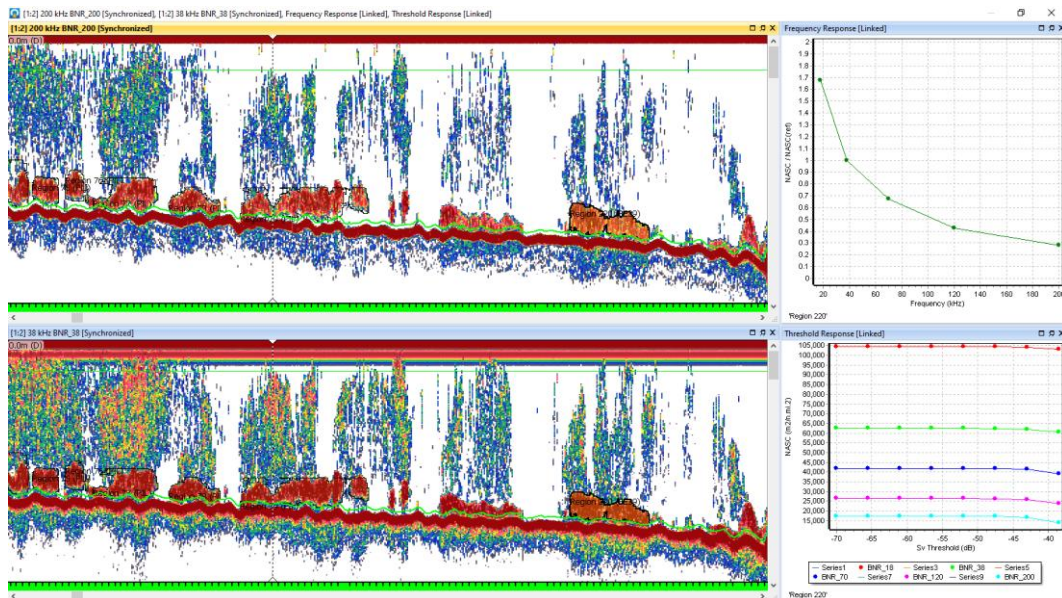 [1:2] 200 kHz BNR_200 [Synchronized], [1:2] 38 kHz BNR_38 [Synchronized], Frequency Response [Linked], Threshold Response [Linked]
[1:2] 200 kHz BNR_200 [Synchronized]
0.0m (D)
[1:2] 38 kHz BNR_38 [Synchronized]
0.0m (D)
Frequency Response [Linked]
2
1.9
1.8
1.7
1.6
1.5
1.4
1.3
1.2
1.1
1
0.9
0.8
0.7
0.6
0.5
0.4
0.3
0.2
0.1
0
NASC / NASC(ref)
20 40 60 80 100 120 140 160 180 200
Frequency (kHz)
'Region 220'
Threshold Response [Linked]
105,000
100,000
95,000
90,000
85,000
80,000
75,000
70,000
65,000
60,000
55,000
50,000
45,000
40,000
35,000
30,000
25,000
20,000
15,000
NASC (m2/n.mi.2)
-70 -65 -60 -55 -50 -45 -40
Sv Threshold (dB)
Series1 BNR_18 Series3 BNR_38 Series5
BNR_70 Series7 BNR_120 Series9 BNR_200
'Region 220'